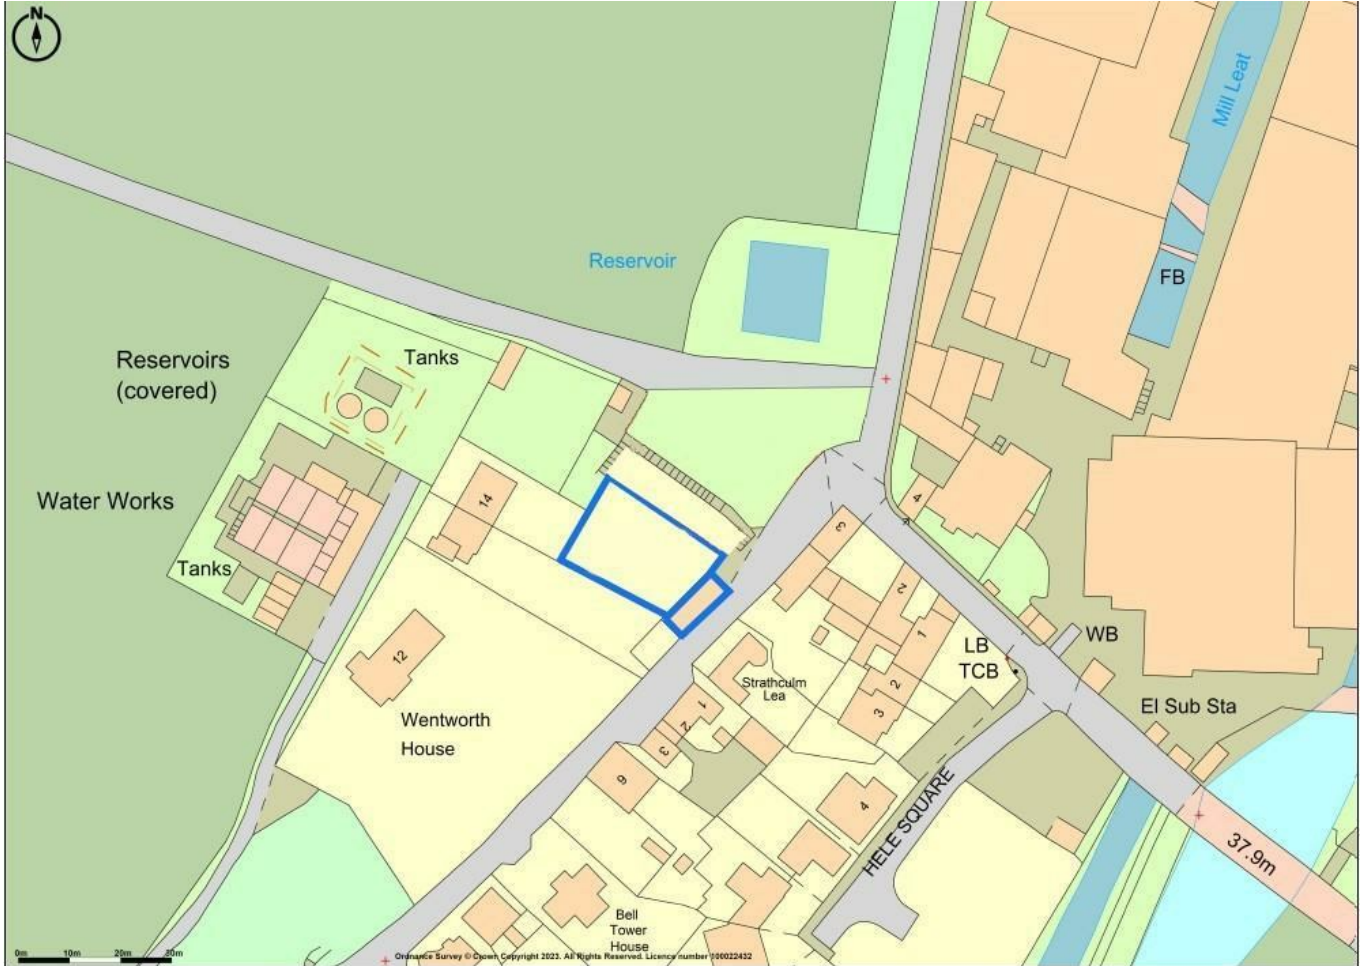 N
Mill Leat
Reservoir
FB
Tanks
Reservoirs
(covered)
Water Works
14
4
3
Tanks
2
1
LB
TCB
WB
12
Strathculm
Lea
2
3
El Sub Sta
Wentworth
House
1
2
3
6
4
HELE SQUARE
37.9m
Bell
Tower
House
0m 10m 20m 30m
Ordnance Survey © Crown Copyright 2023. All Rights Reserved. Licence number 100022432